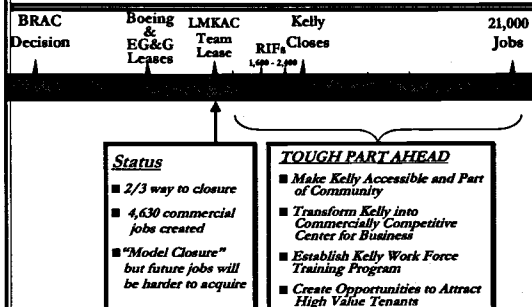 BRAC
Decision
Boeing
&
EG&G
Leases
LMKAC
Team
Lease
RIFs
1,600 - 2,000
Kelly
Closes
21,000
Jobs
Status
■ 2/3 way to closure
■ 4,630 commercial
jobs created
■ "Model Closure"
but future jobs will
be harder to acquire
TOUGH PART AHEAD
■ Make Kelly Accessible and Part
of Community
■ Transform Kelly into
Commercially Competitive
Center for Business
■ Establish Kelly Work Force
Training Program
■ Create Opportunities to Attract
High Value Tenants